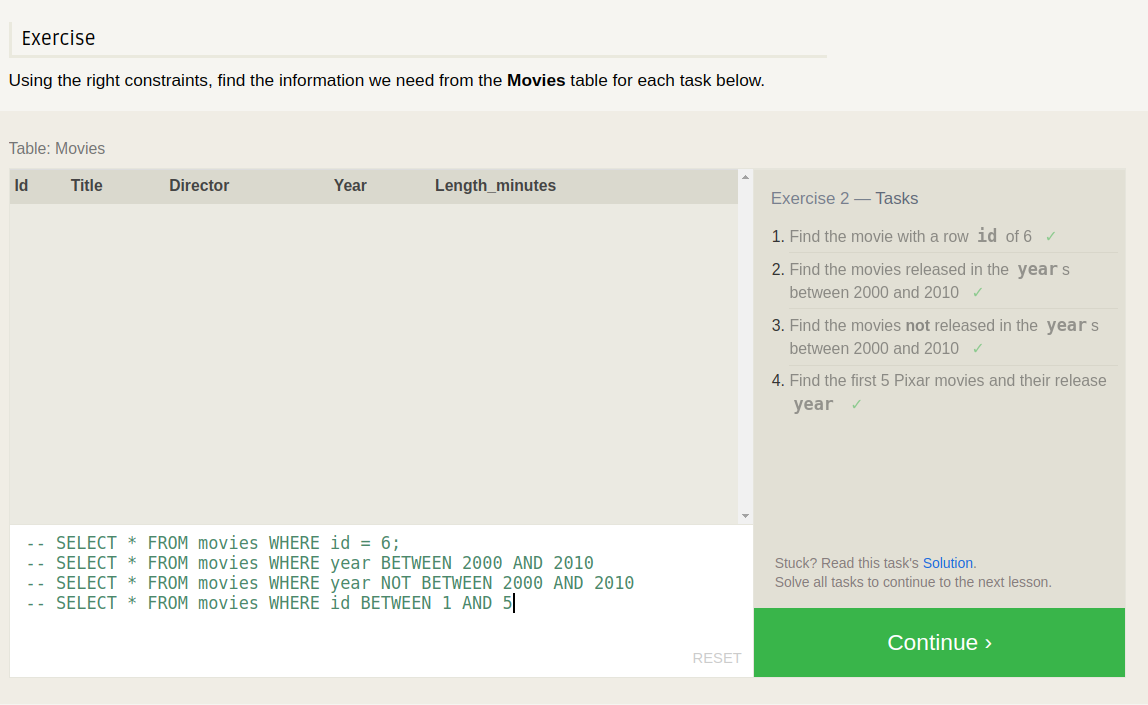 Exercise
Using the right constraints, find the information we need from the Movies table for each task below.
Table: Movies
Id Title Director Year Length_minutes
Exercise 2 — Tasks
1. Find the movie with a row id of 6 ✓
2. Find the movies released in the year s
between 2000 and 2010 ✓
3. Find the movies not released in the year s
between 2000 and 2010 ✓
4. Find the first 5 Pixar movies and their release
year ✓
-- SELECT * FROM movies WHERE id = 6;
-- SELECT * FROM movies WHERE year BETWEEN 2000 AND 2010
-- SELECT * FROM movies WHERE year NOT BETWEEN 2000 AND 2010
-- SELECT * FROM movies WHERE id BETWEEN 1 AND 5
RESET
Stuck? Read this task's Solution.
Solve all tasks to continue to the next lesson.
Continue ›